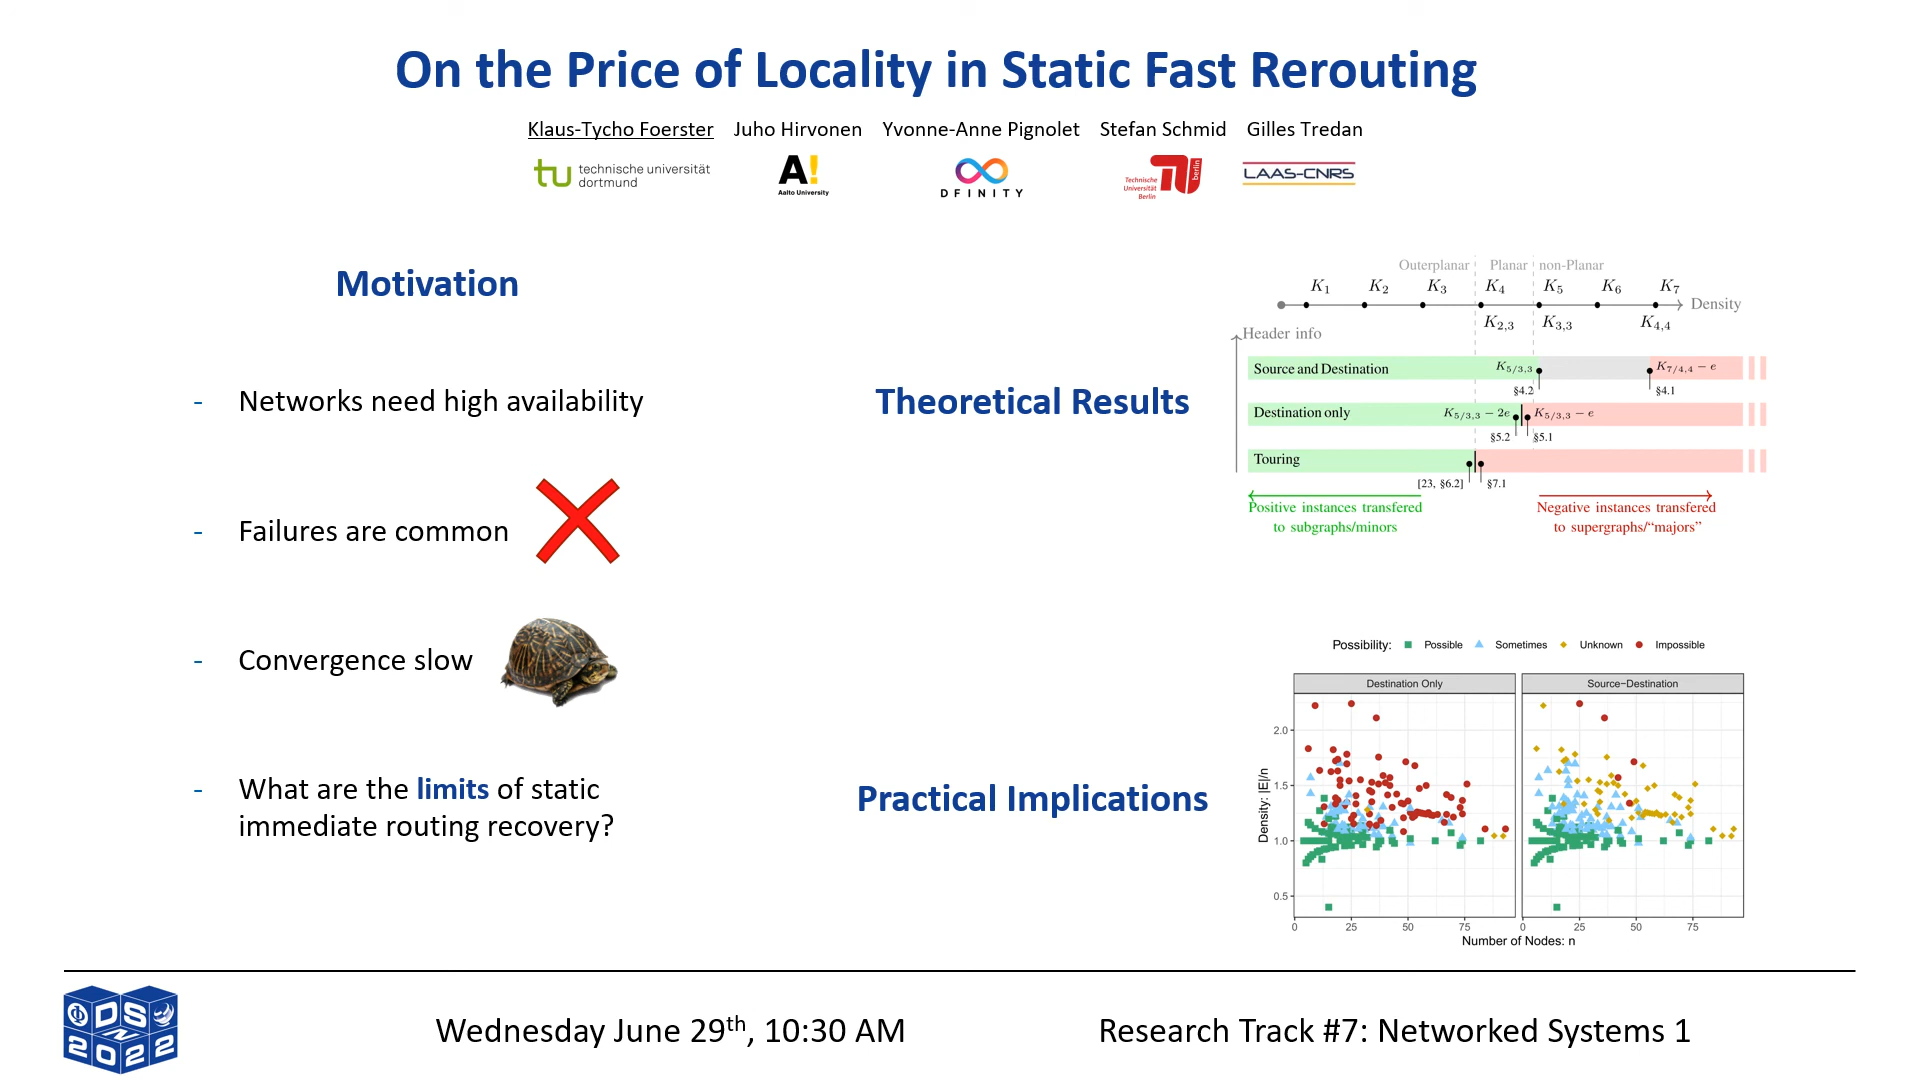 On the Price of Locality in Static Fast Rerouting
Klaus-Tycho Foerster Juho Hirvonen Yvonne-Anne Pignolet Stefan Schmid Gilles Tredan
tu technische universität
dortmund
A!
Aalto University
DFINITY
Technische
Universität
Berlin
berlin
LAAS-CNRS
Motivation
- Networks need high availability
- Failures are common
- Convergence slow
- What are the limits of static
immediate routing recovery?
Theoretical Results
Outerplanar Planar non-Planar
K1 K2 K3 K4 K5 K6 K7
Density
K2,3 K3,3 K4,4
Header info
Source and Destination K5/3,3 K7/4,4 − e
§4.2 §4.1
Destination only K5/3,3 − 2e K5/3,3 − e
§5.2 §5.1
Touring
[23, §6.2] §7.1
Positive instances transfered
to subgraphs/minors
Negative instances transfered
to supergraphs/“majors”
Practical Implications
Possibility: Possible Sometimes Unknown Impossible
Destination Only Source−Destination
Density: |E|/n
2.0
1.5
1.0
0.5
0 25 50 75 0 25 50 75
Number of Nodes: n
DSN
2022
Wednesday June 29th, 10:30 AM
Research Track #7: Networked Systems 1